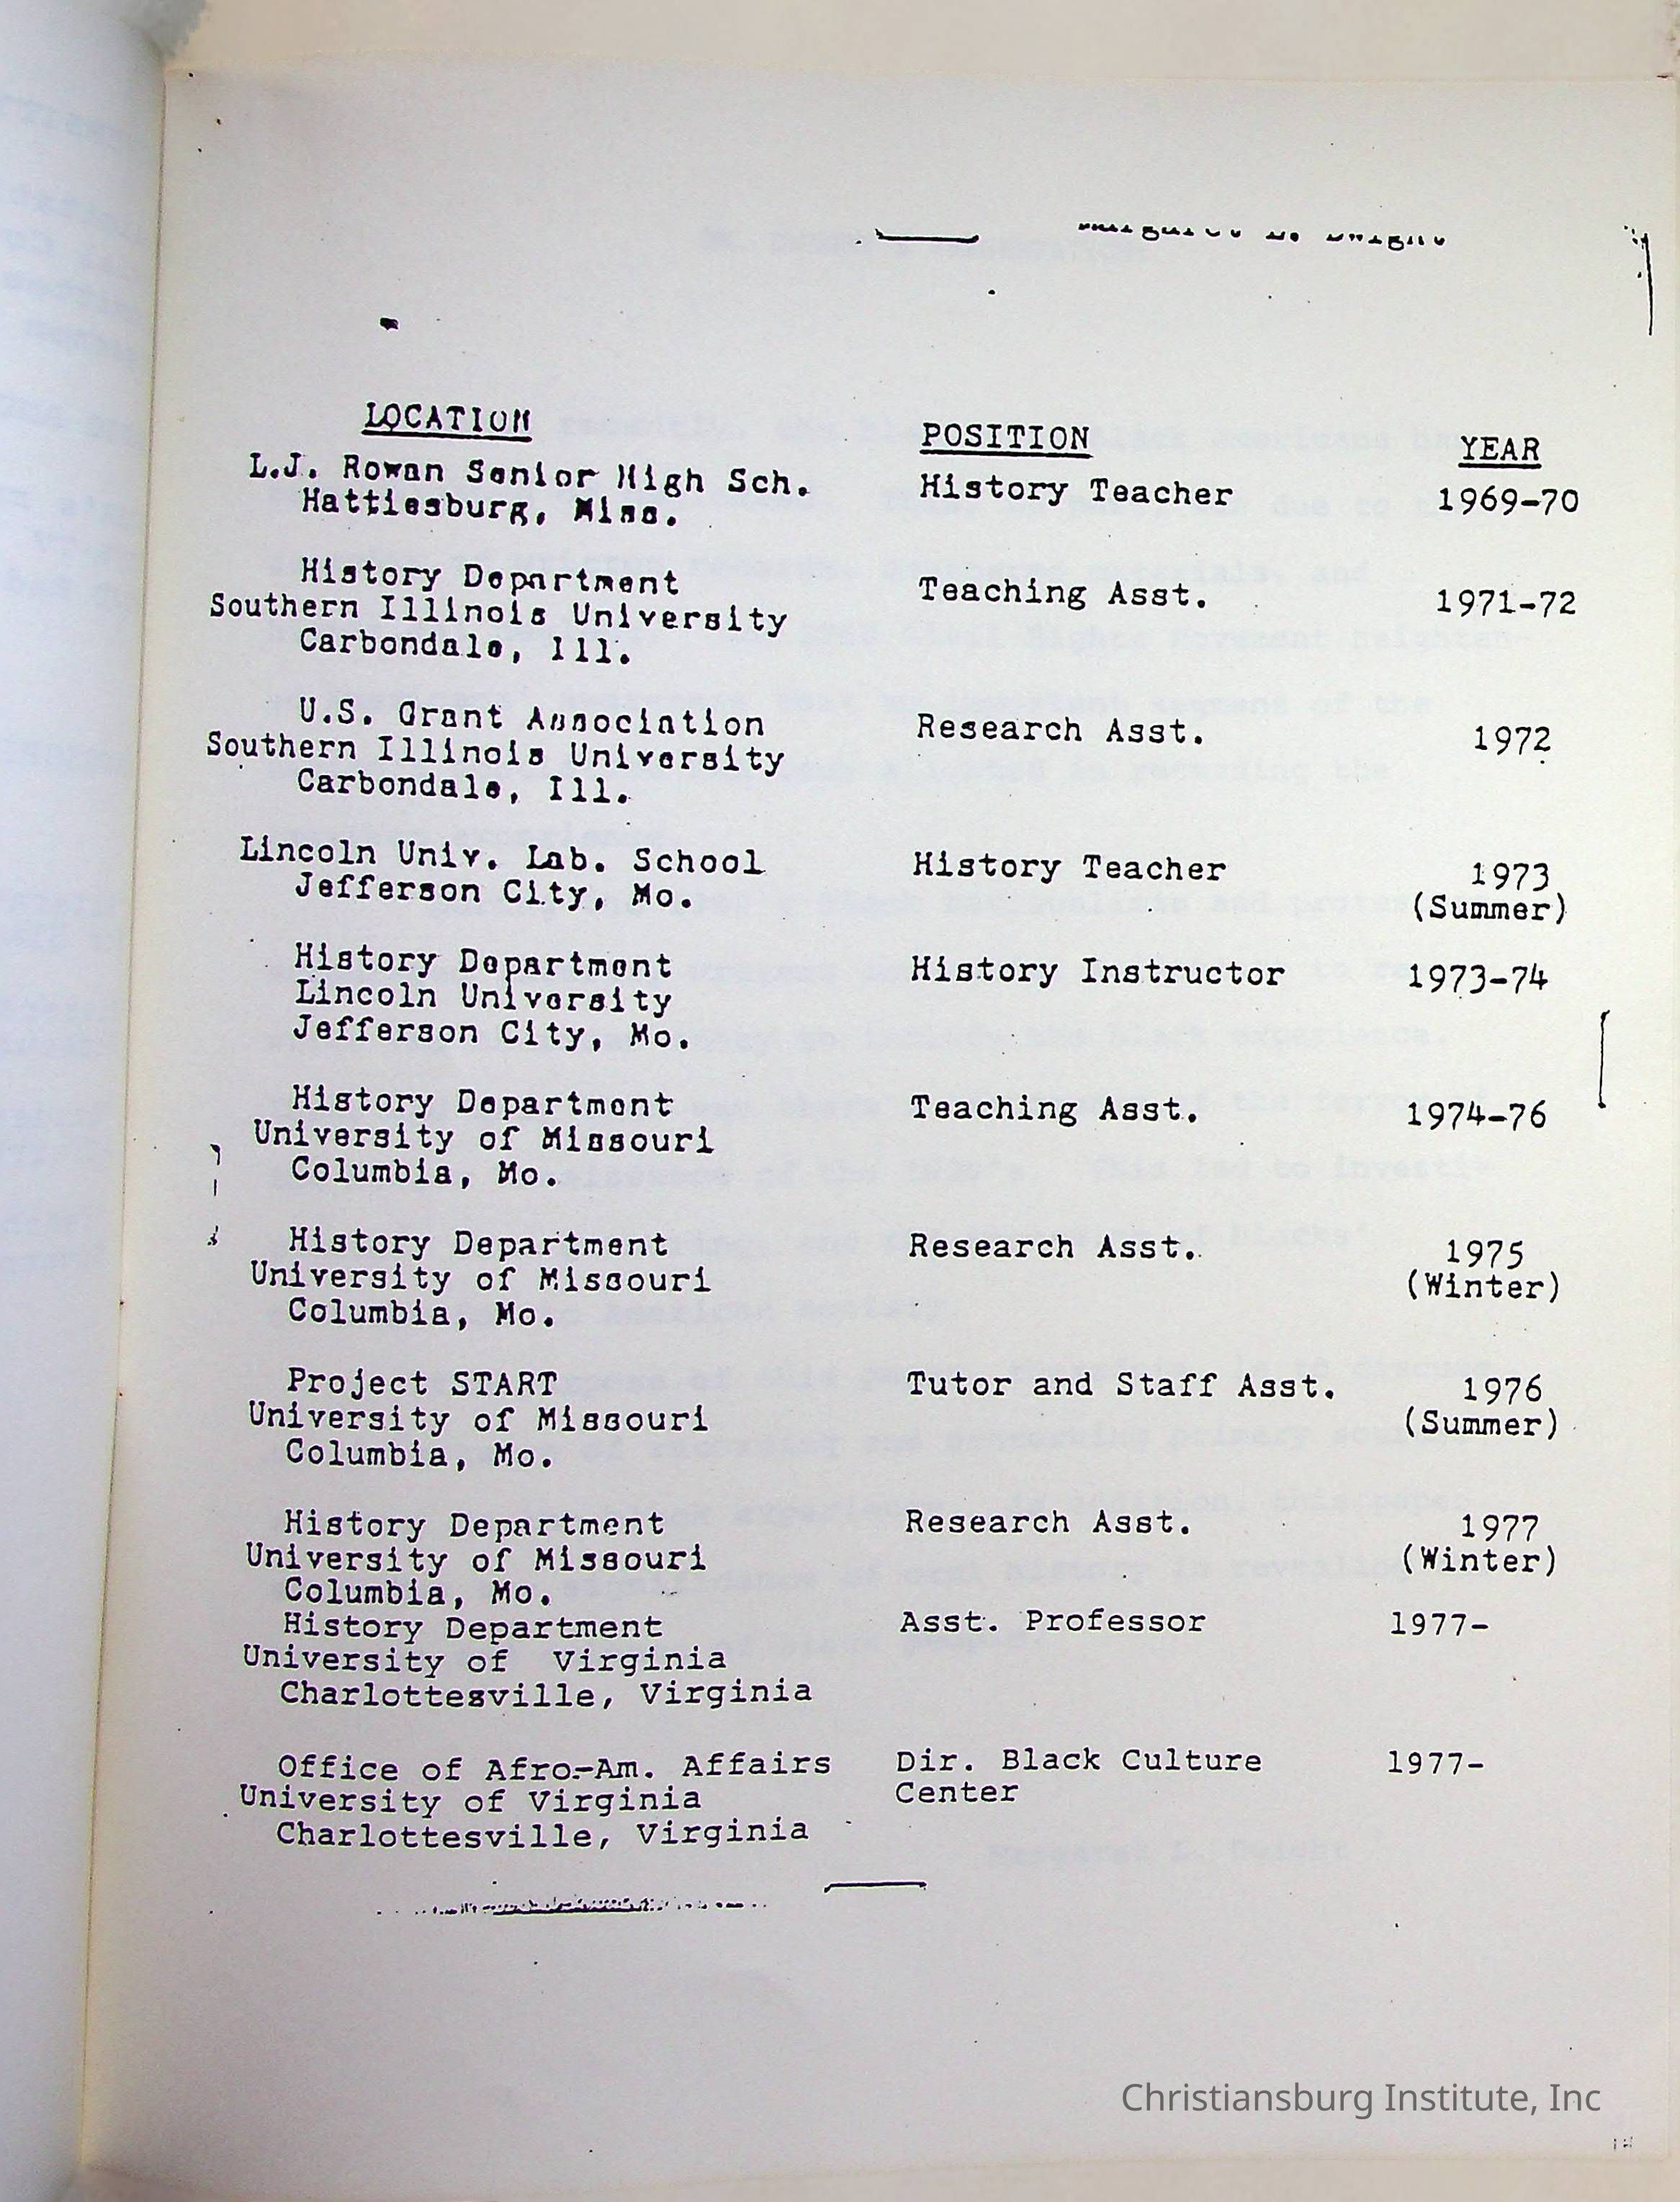 LOCATION POSITION YEAR
L.J. Rowan Senior High Sch. History Teacher 1969-70
Hattiesburg, Miss.
History Department Teaching Asst. 1971-72
Southern Illinois University
Carbondale, Ill.
U.S. Grant Association Research Asst. 1972
Southern Illinois University
Carbondale, Ill.
Lincoln Univ. Lab. School History Teacher 1973
Jefferson City, Mo. (Summer)
History Department History Instructor 1973-74
Lincoln University
Jefferson City, Mo.
History Department Teaching Asst. 1974-76
University of Missouri
Columbia, Mo.
History Department Research Asst. 1975
University of Missouri (Winter)
Columbia, Mo.
Project START Tutor and Staff Asst. 1976
University of Missouri (Summer)
Columbia, Mo.
History Department Research Asst. 1977
University of Missouri (Winter)
Columbia, Mo.
History Department Asst. Professor 1977-
University of Virginia
Charlottesville, Virginia
Office of Afro-Am. Affairs Dir. Black Culture 1977-
University of Virginia Center
Charlottesville, Virginia
Christiansburg Institute, Inc